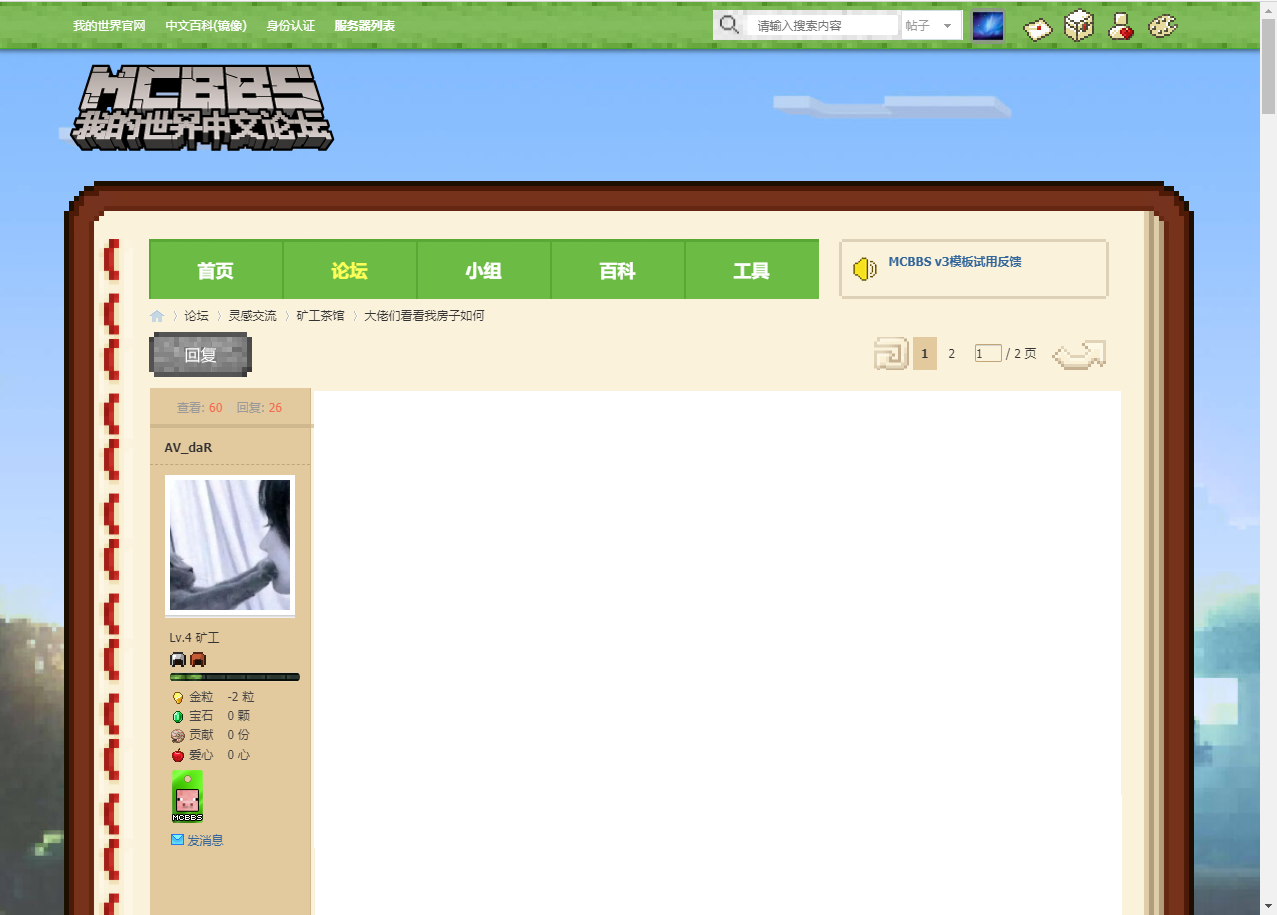 我的世界官网 中文百科(镜像) 身份认证 服务器列表 请输入搜索内容 帖子
MCBBS
我的世界中文论坛
首页 论坛 小组 百科 工具 MCBBS v3模板试用反馈
论坛 灵感交流 矿工茶馆 大佬们看看我房子如何
回复 1 2 1 / 2 页
查看: 60 回复: 26
AV_daR
Lv.4 矿工
金粒 -2 粒
宝石 0 颗
贡献 0 份
爱心 0 心
MCBBS
发消息